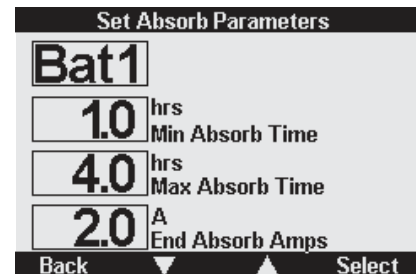 Set Absorb Parameters
Bat1
1.0 hrs
Min Absorb Time
4.0 hrs
Max Absorb Time
2.0 A
End Absorb Amps
Back Select